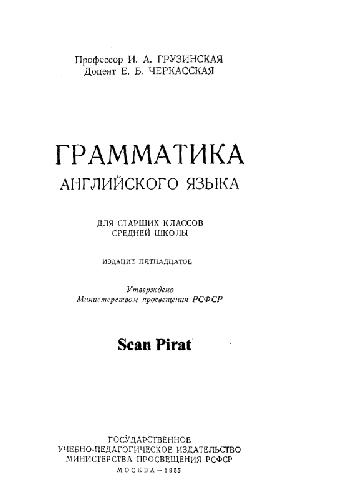 Профессор И. А. ГРУЗИНСКАЯ
Доцент Е. Б. ЧЕРКАССКАЯ
ГРАММАТИКА
АНГЛИЙСКОГО ЯЗЫКА
ДЛЯ СТАРШИХ КЛАССОВ
СРЕДНЕЙ ШКОЛЫ
ИЗДАНИЕ ПЯТНАДЦАТОЕ
Утверждено
Министерством просвещения РСФСР
Scan Pirat
ГОСУДАРСТВЕННОЕ
УЧЕБНО-ПЕДАГОГИЧЕСКОЕ ИЗДАТЕЛЬСТВО
МИНИСТЕРСТВА ПРОСВЕЩЕНИЯ РСФСР
МОСКВА —